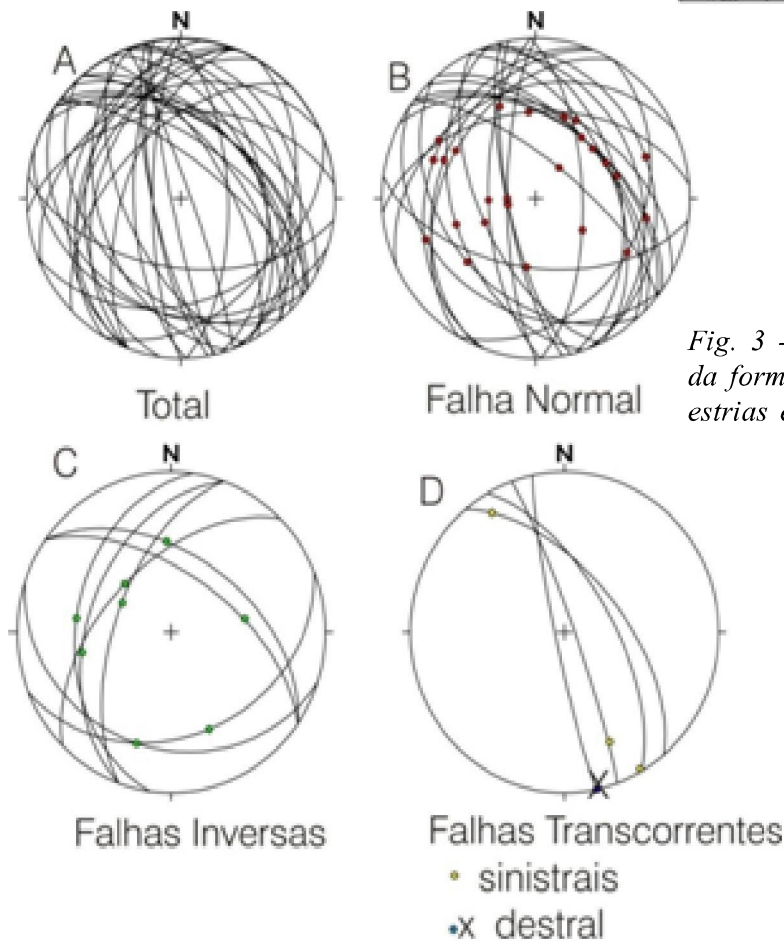 N
A
Total
N
B
Falha Normal
Fig. 3 -
da form
estrias
N
C
Falhas Inversas
N
D
X
Falhas Transcorrentes
sinistrais
x destral